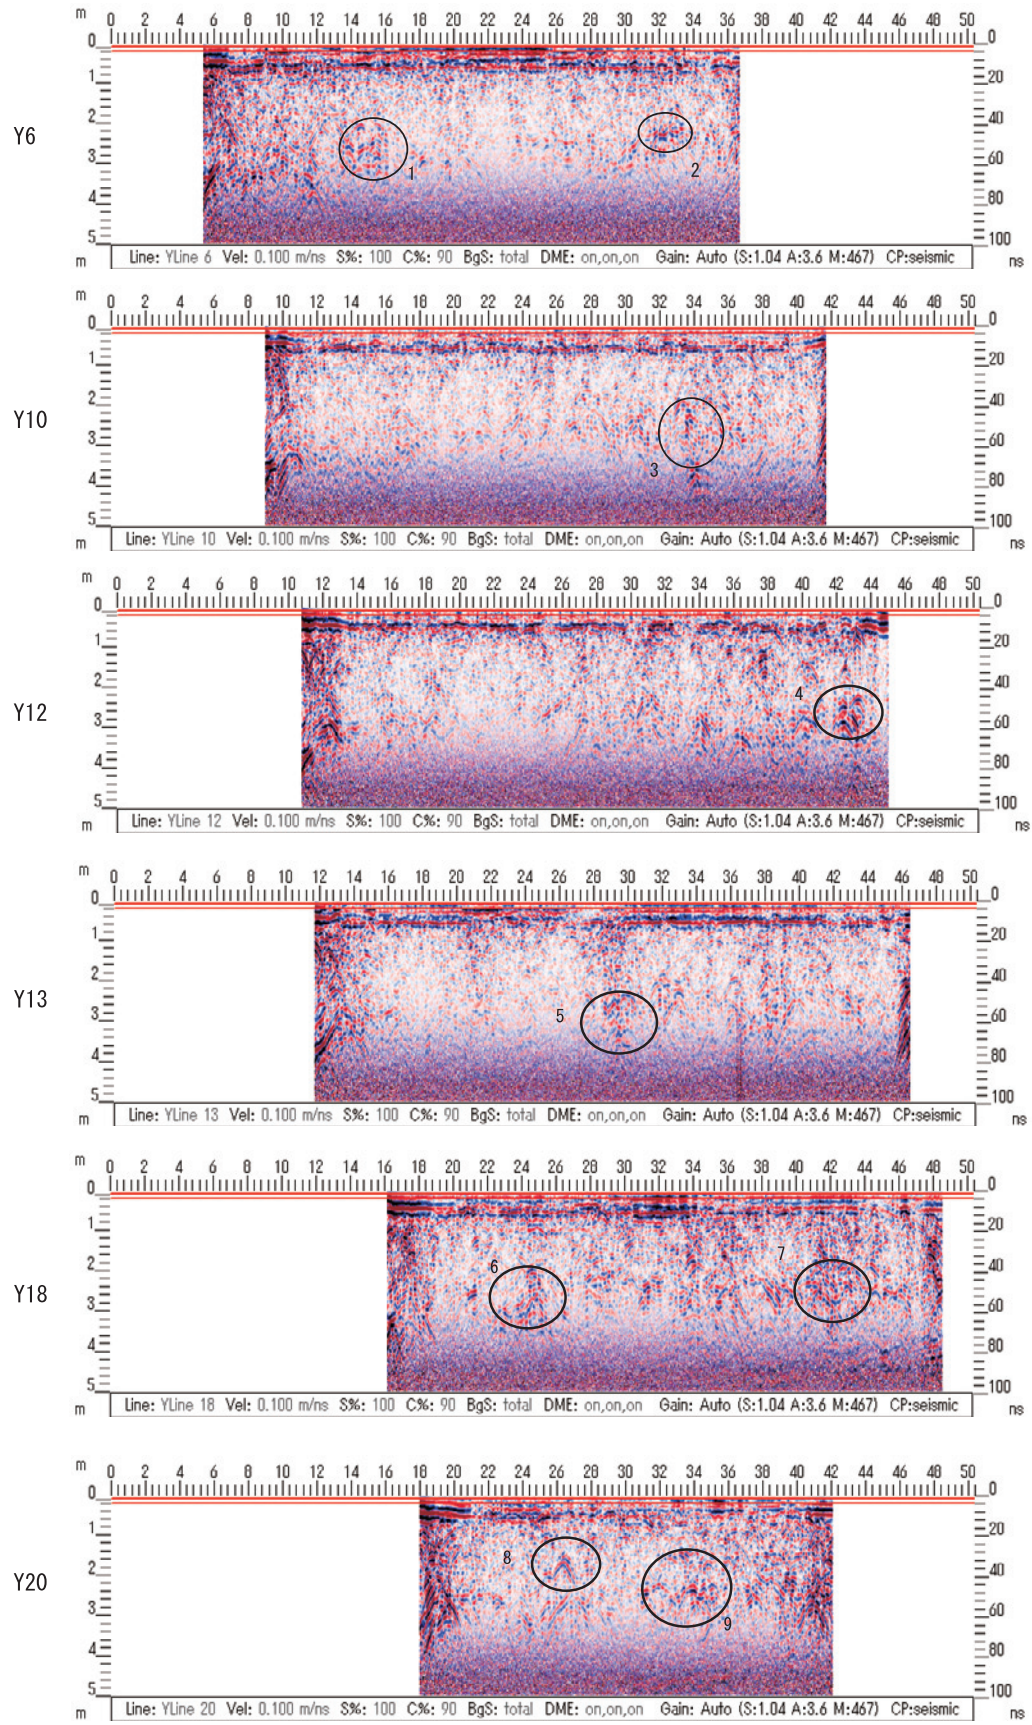 m 0 2 4 6 8 10 12 14 16 18 20 22 24 26 28 30 32 34 36 38 40 42 44 46 48 50
0 0
1 20
2 40
Y6
3 60
1 2
4 80
5 100
m Line: YLine 6 Vel: 0.100 m/ns S%: 100 C%: 90 BgS: total DME: on,on,on Gain: Auto (S:1.04 A:3.6 M:467) CP:seismic ns
m 0 2 4 6 8 10 12 14 16 18 20 22 24 26 28 30 32 34 36 38 40 42 44 46 48 50
0 0
1 20
2 40
Y10
3 60
3
4 80
5 100
m Line: YLine 10 Vel: 0.100 m/ns S%: 100 C%: 90 BgS: total DME: on,on,on Gain: Auto (S:1.04 A:3.6 M:467) CP:seismic ns
m 0 2 4 6 8 10 12 14 16 18 20 22 24 26 28 30 32 34 36 38 40 42 44 46 48 50
0 0
1 20
2 4 40
Y12
3 60
4 80
5 100
m Line: YLine 12 Vel: 0.100 m/ns S%: 100 C%: 90 BgS: total DME: on,on,on Gain: Auto (S:1.04 A:3.6 M:467) CP:seismic ns
m 0 2 4 6 8 10 12 14 16 18 20 22 24 26 28 30 32 34 36 38 40 42 44 46 48 50
0 0
1 20
2 40
Y13
3 5 60
4 80
5 100
m Line: YLine 13 Vel: 0.100 m/ns S%: 100 C%: 90 BgS: total DME: on,on,on Gain: Auto (S:1.04 A:3.6 M:467) CP:seismic ns
m 0 2 4 6 8 10 12 14 16 18 20 22 24 26 28 30 32 34 36 38 40 42 44 46 48 50
0 0
1 20
6 7
2 40
Y18
3 60
4 80
5 100
m Line: YLine 18 Vel: 0.100 m/ns S%: 100 C%: 90 BgS: total DME: on,on,on Gain: Auto (S:1.04 A:3.6 M:467) CP:seismic ns
m 0 2 4 6 8 10 12 14 16 18 20 22 24 26 28 30 32 34 36 38 40 42 44 46 48 50
0 0
1 20
8
2 40
Y20
3 60
9
4 80
5 100
m Line: YLine 20 Vel: 0.100 m/ns S%: 100 C%: 90 BgS: total DME: on,on,on Gain: Auto (S:1.04 A:3.6 M:467) CP:seismic ns